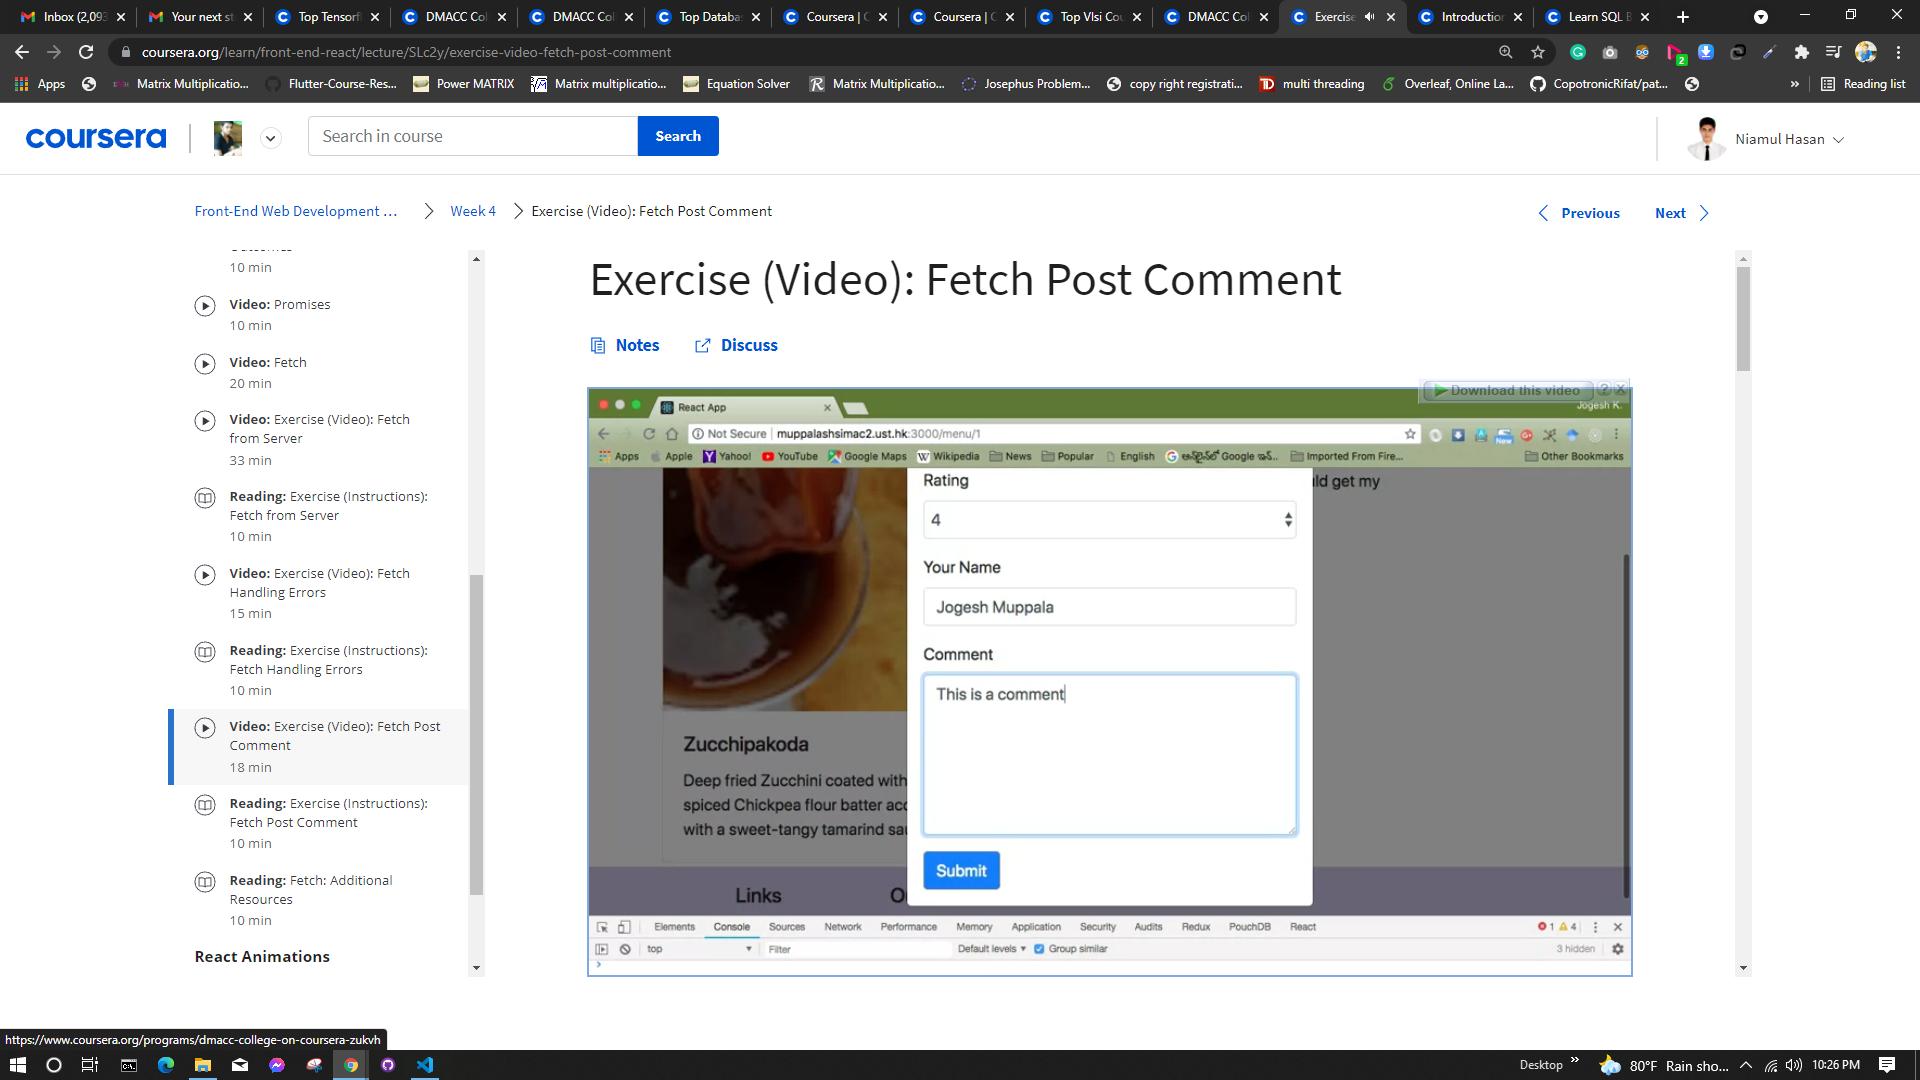 Inbox (2,09
Your next st
Top Tensorfl
DMACC Col
DMACC Col
Top Databa
Coursera | O
Coursera | O
Top Vlsi Cou
DMACC Col
Exercise
Introduction
Learn SQL B
coursera.org/learn/front-end-react/lecture/SLc2y/exercise-video-fetch-post-comment
Apps
Matrix Multiplicatio...
Flutter-Course-Res...
Power MATRIX
Matrix multiplicatio...
Equation Solver
Matrix Multiplicatio...
Josephus Problem...
copy right registrati...
multi threading
Overleaf, Online La...
CopotronicRifat/pat...
»
Reading list
coursera
Search in course
Search
Niamul Hasan
Front-End Web Development ...
Week 4
Exercise (Video): Fetch Post Comment
Previous
Next
10 min
Video: Promises
10 min
Video: Fetch
20 min
Video: Exercise (Video): Fetch
from Server
33 min
Reading: Exercise (Instructions):
Fetch from Server
10 min
Video: Exercise (Video): Fetch
Handling Errors
15 min
Reading: Exercise (Instructions):
Fetch Handling Errors
10 min
Video: Exercise (Video): Fetch Post
Comment
18 min
Reading: Exercise (Instructions):
Fetch Post Comment
10 min
Reading: Fetch: Additional
Resources
10 min
React Animations
Exercise (Video): Fetch Post Comment
Notes
Discuss
Download this video
React App
Jogesh K.
Not Secure | muppalashsimac2.ust.hk:3000/menu/1
Apps
Apple
Yahoo!
YouTube
Google Maps
Wikipedia
News
Popular
English
Imported From Fire...
Other Bookmarks
Rating
uld get my
4
Your Name
Jogesh Muppala
Comment
This is a comment
Zucchipakoda
Deep fried Zucchini coated with
spiced Chickpea flour batter acc
with a sweet-tangy tamarind sau
Submit
Links
Elements
Console
Sources
Network
Performance
Memory
Application
Security
Audits
Redux
PouchDB
React
1
4
top
Filter
Default levels
Group similar
3 hidden
https://www.coursera.org/programs/dmacc-college-on-coursera-zukvh
Desktop
80°F Rain sho...
10:26 PM